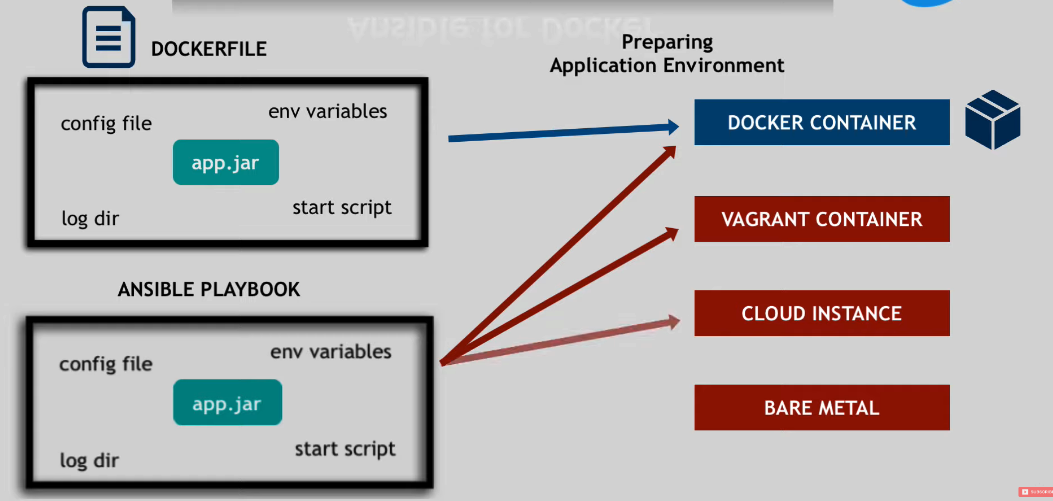 Ansible for Docker
DOCKERFILE
Preparing
Application Environment
config file
env variables
app.jar
log dir
start script
DOCKER CONTAINER
VAGRANT CONTAINER
ANSIBLE PLAYBOOK
config file
env variables
app.jar
log dir
start script
CLOUD INSTANCE
BARE METAL